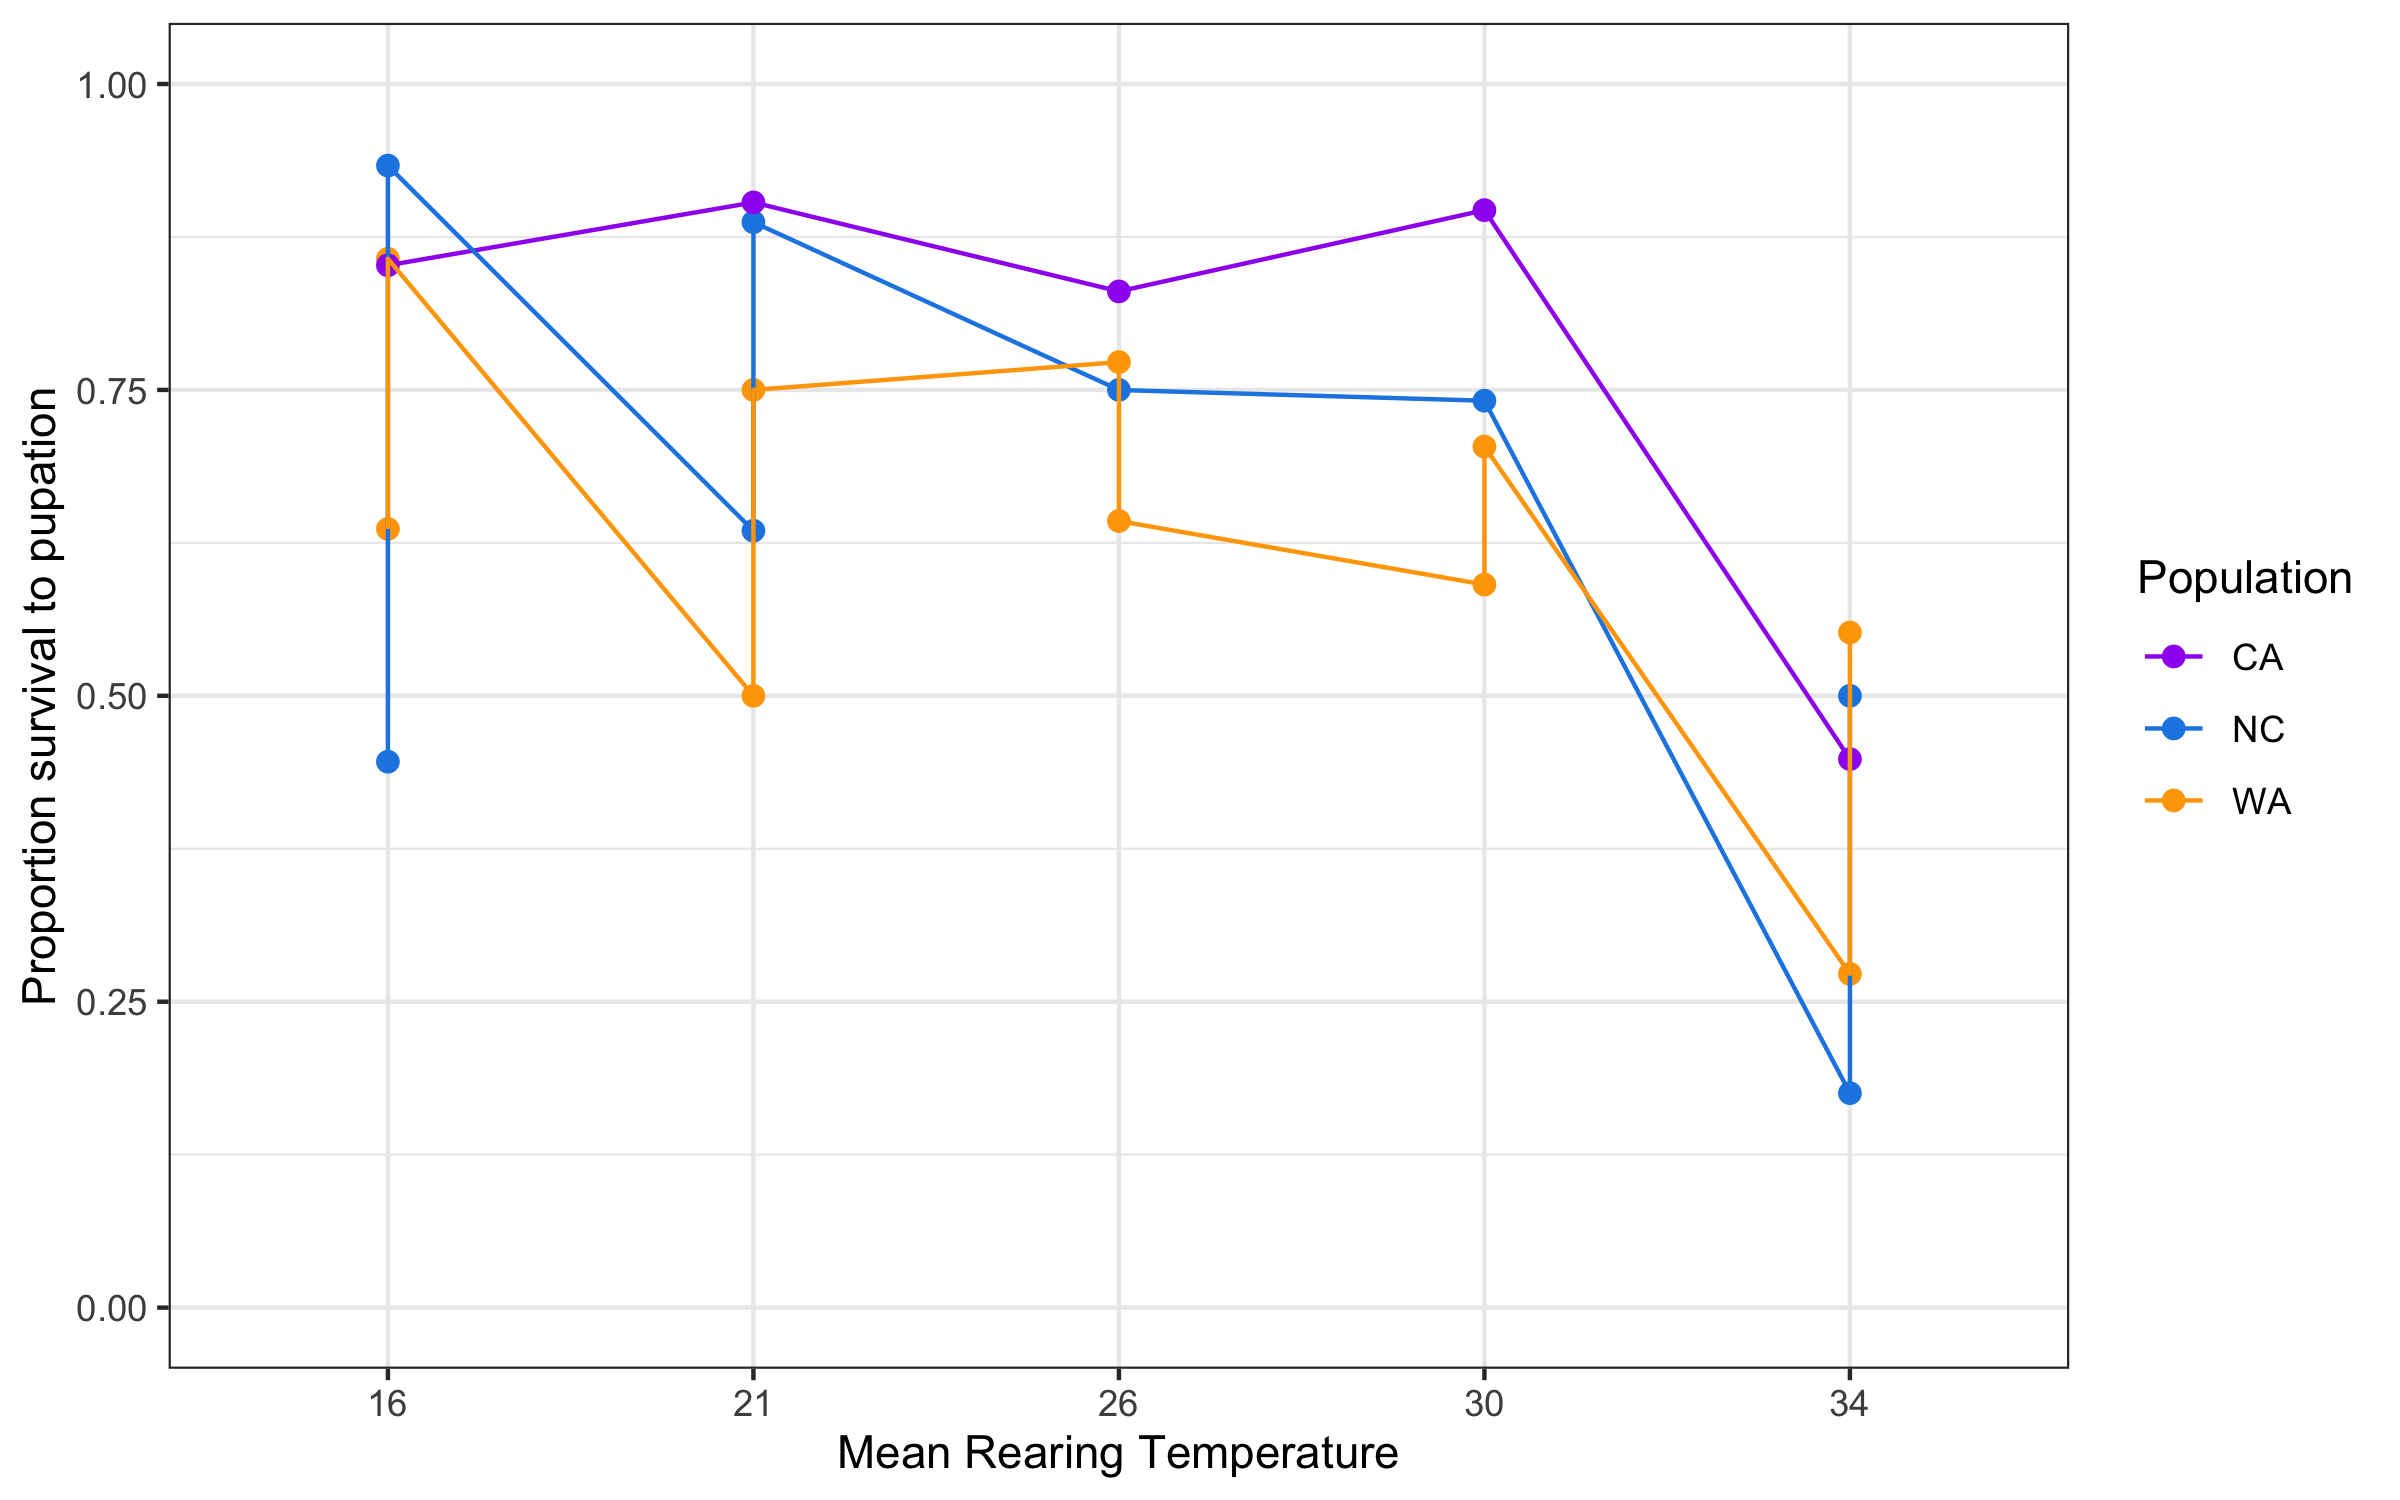 Proportion survival to pupation
1.00
0.75
0.50
0.25
0.00
16 21 26 30 34
Mean Rearing Temperature
Population
CA
NC
WA